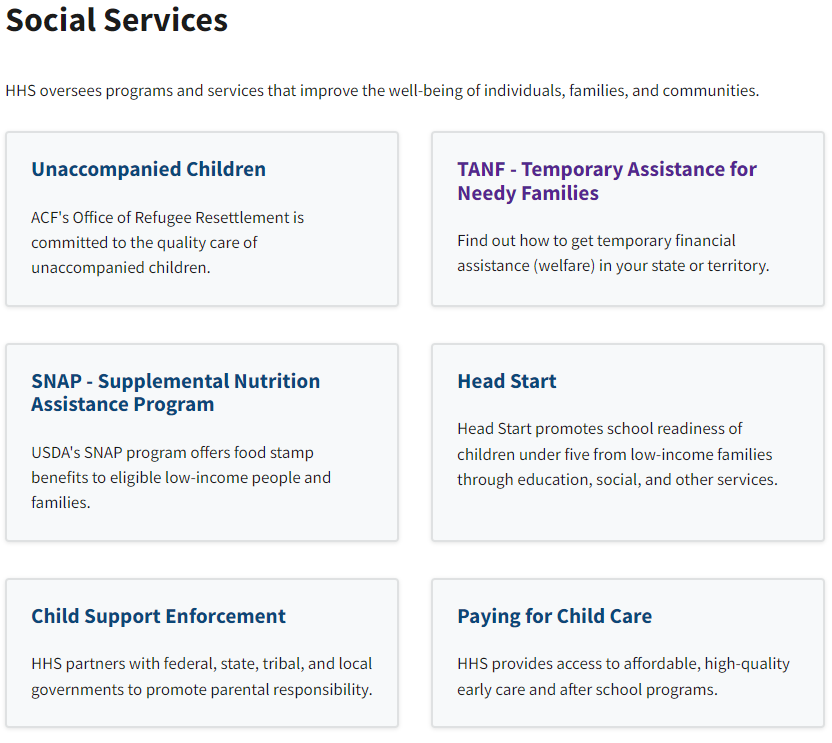 Social Services
HHS oversees programs and services that improve the well-being of individuals, families, and communities.
Unaccompanied Children
ACF's Office of Refugee Resettlement is
committed to the quality care of
unaccompanied children.
TANF - Temporary Assistance for
Needy Families
Find out how to get temporary financial
assistance (welfare) in your state or territory.
SNAP - Supplemental Nutrition
Assistance Program
USDA's SNAP program offers food stamp
benefits to eligible low-income people and
families.
Head Start
Head Start promotes school readiness of
children under five from low-income families
through education, social, and other services.
Child Support Enforcement
HHS partners with federal, state, tribal, and local
governments to promote parental responsibility.
Paying for Child Care
HHS provides access to affordable, high-quality
early care and after school programs.